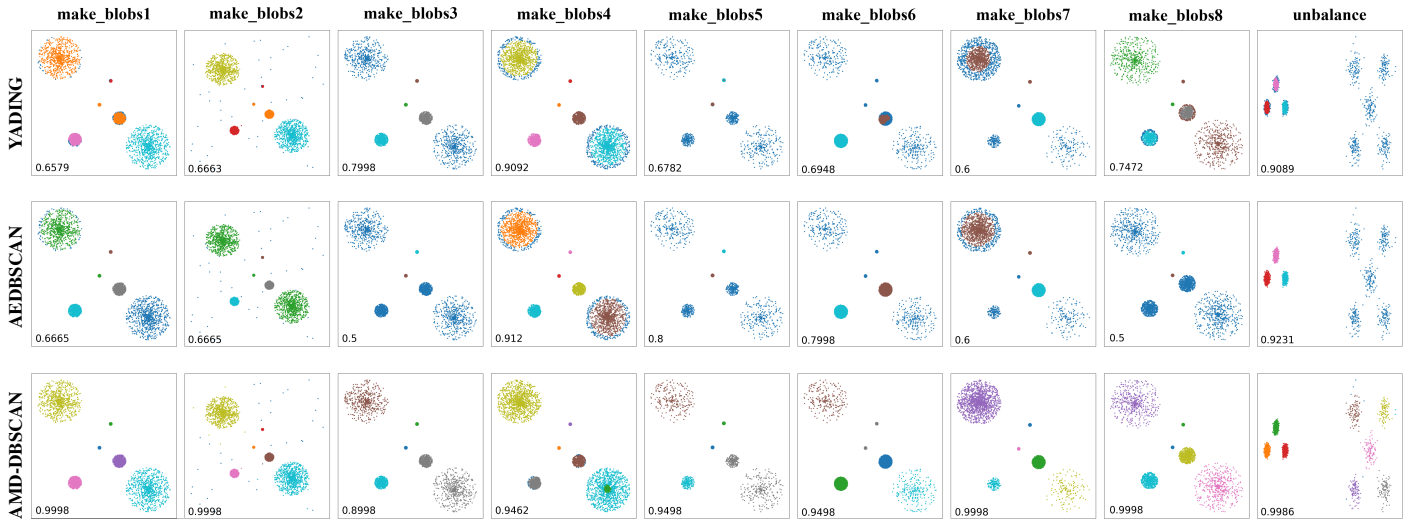 make_blobs1 make_blobs2 make_blobs3 make_blobs4 make_blobs5 make_blobs6 make_blobs7 make_blobs8 unbalance
YADING
0.6579 0.6663 0.7998 0.9092 0.6782 0.6948 0.6 0.7472 0.9089
AEDBSCAN
0.6665 0.6665 0.5 0.912 0.8 0.7998 0.6 0.5 0.9231
AMD-DBSCAN
0.9998 0.9998 0.8998 0.9462 0.9498 0.9498 0.9998 0.9998 0.9986